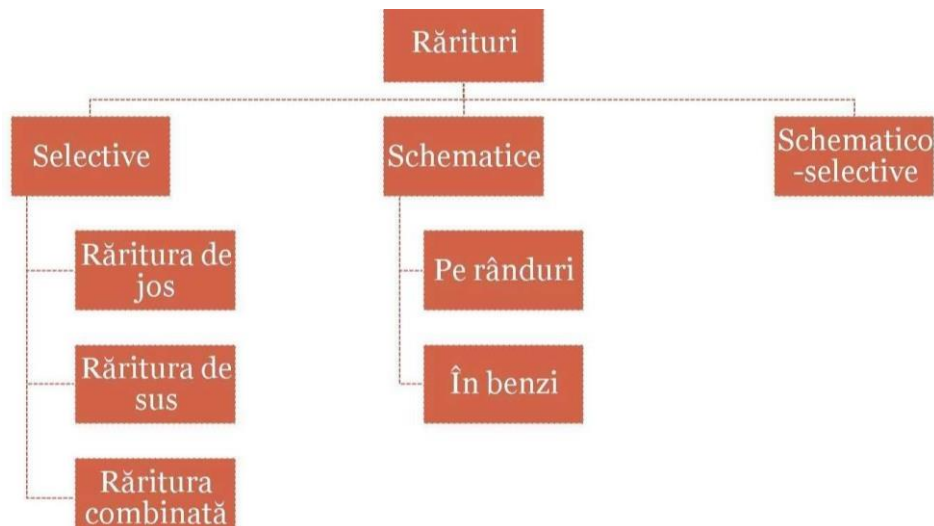 Rărituri
Selective
Schematice
Schematico
-selective
Răritura de
jos
Pe rânduri
Răritura de
sus
În benzi
Răritura
combinată